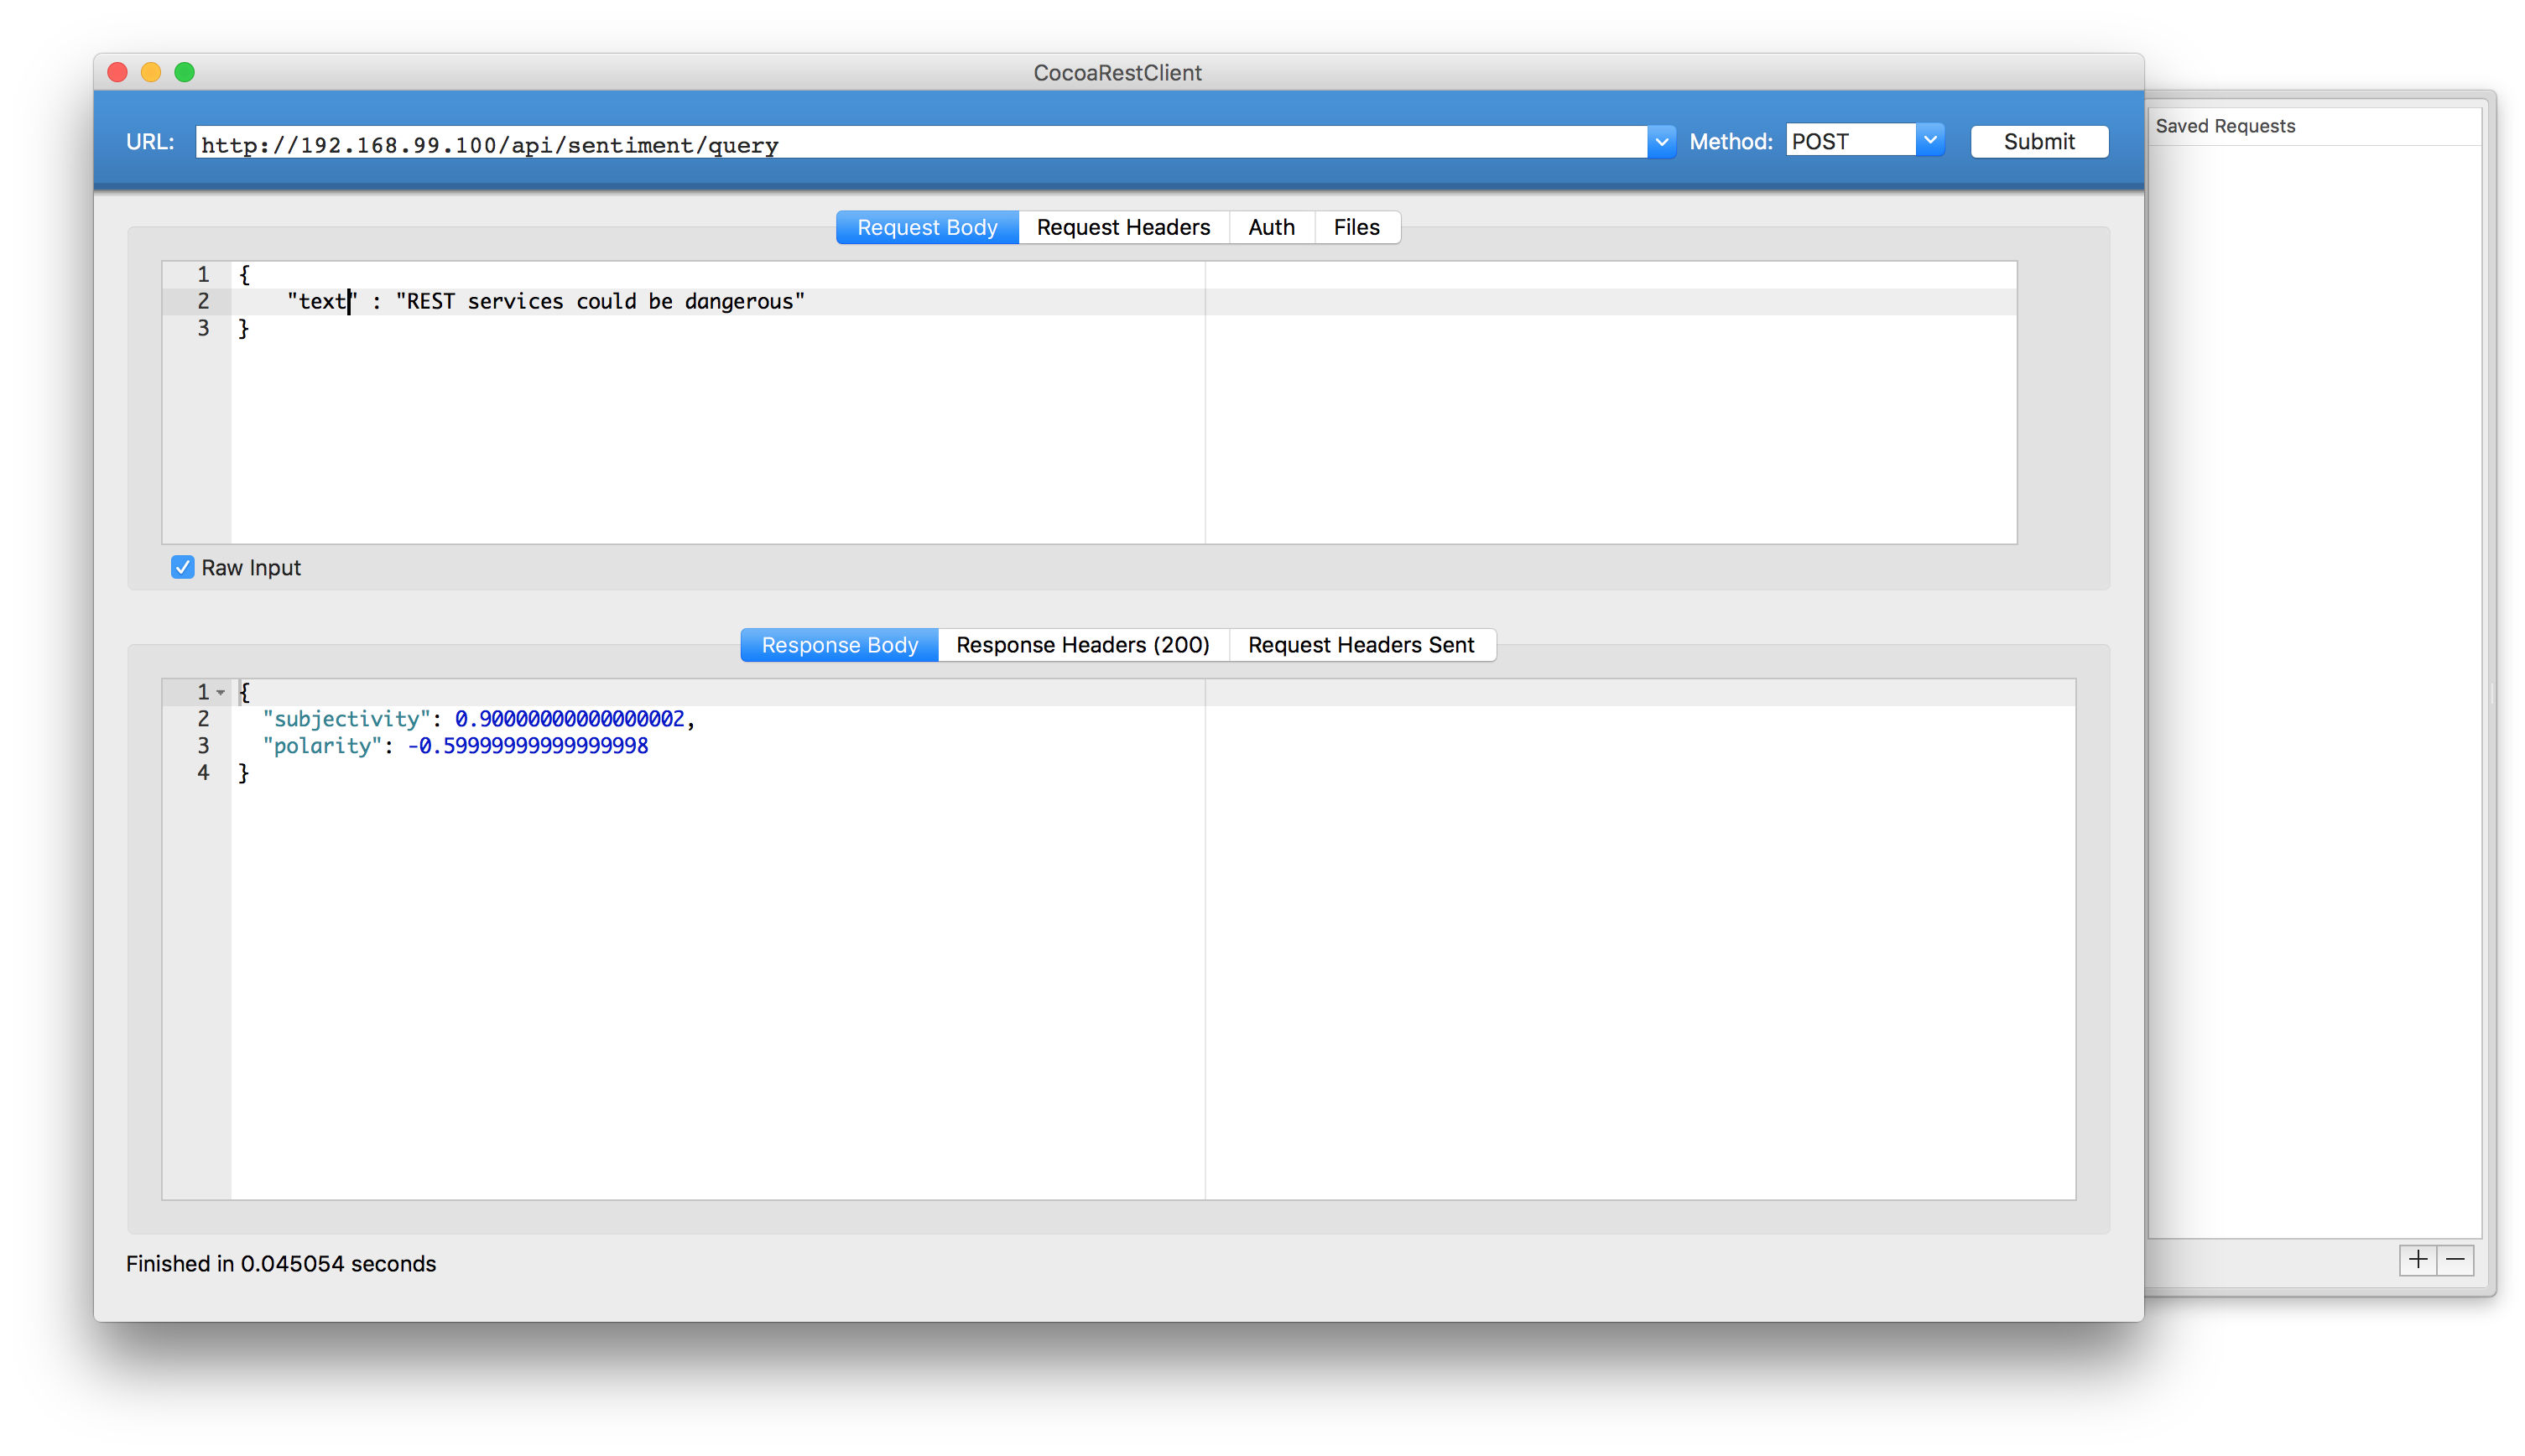 CocoaRestClient
URL: http://192.168.99.100/api/sentiment/query Method: POST Submit
Saved Requests
Request Body Request Headers Auth Files
1 {
2 "text" : "REST services could be dangerous"
3 }
Raw Input
Response Body Response Headers (200) Request Headers Sent
1 {
2 "subjectivity": 0.90000000000000002,
3 "polarity": -0.59999999999999998
4 }
Finished in 0.045054 seconds